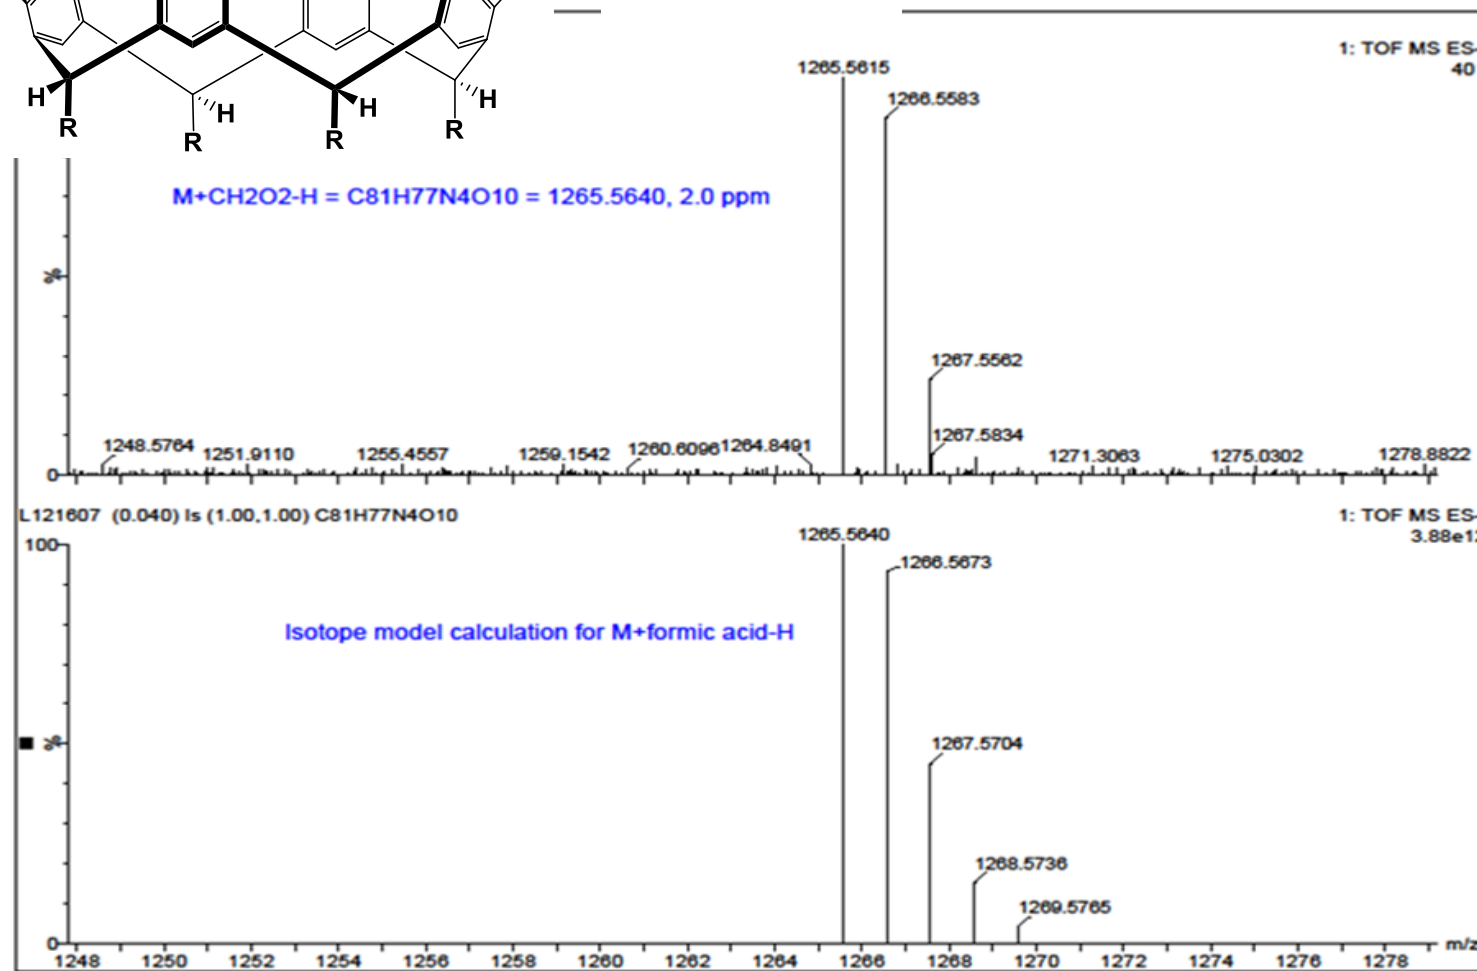 H
R
H
R
H
R
H
R
1: TOF MS ES-
40
1265.5615
1266.5583
M+CH2O2-H = C81H77N4O10 = 1265.5640, 2.0 ppm
%
1267.5562
1267.5834
1248.5764
1251.9110
1255.4557
1259.1542
1260.6096
1264.8491
1271.3063
1275.0302
1278.8822
0
L121607 (0.040) Is (1.00,1.00) C81H77N4O10
1: TOF MS ES-
3.88e12
100
1265.5640
1266.5673
Isotope model calculation for M+formic acid-H
%
1267.5704
1268.5736
1269.5765
0
m/z
1248 1250 1252 1254 1256 1258 1260 1262 1264 1266 1268 1270 1272 1274 1276 1278